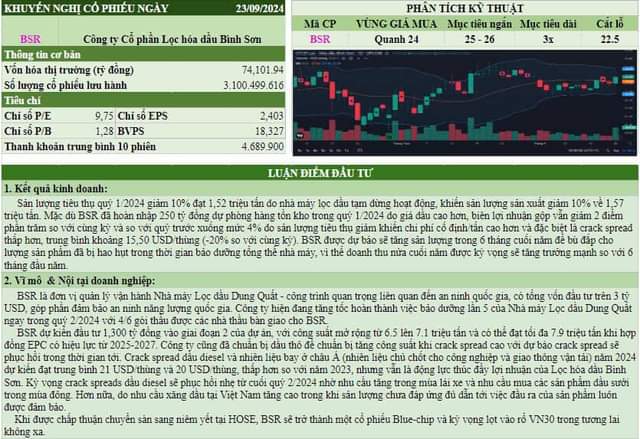 KHUYẾN NGHỊ CỔ PHIẾU NGÀY 23/09/2024
BSR Công ty Cổ phần Lọc hóa dầu Bình Sơn
Thông tin cơ bản
Vốn hóa thị trường (tỷ đồng) 74,101.94
Số lượng cổ phiếu lưu hành 3.100.499.616
Tiêu chí
Chỉ số P/E 9,75 Chỉ số EPS 2,403
Chỉ số P/B 1,28 BVPS 18,327
Thanh khoản trung bình 10 phiên 4.689,900
PHÂN TÍCH KỸ THUẬT
Mã CP VÙNG GIÁ MUA Mục tiêu ngắn Mục tiêu dài Cắt lỗ
BSR Quanh 24 25 - 26 3x 22.5
LUẬN ĐIỂM ĐẦU TƯ
1. Kết quả kinh doanh:
Sản lượng tiêu thụ quý 1/2024 giảm 10% đạt 1,52 triệu tấn do nhà máy lọc dầu tạm dừng hoạt động, khiến sản lượng sản xuất giảm 10% về 1,57
triệu tấn. Mặc dù BSR đã hoàn nhập 250 tỷ đồng dự phòng hàng tồn kho trong quý 1/2024 do giá dầu cao hơn, biên lợi nhuận gộp vẫn giảm 2 điểm
phần trăm so với cùng kỳ và so với quý trước xuống mức 4% do sản lượng tiêu thụ giảm khiến chi phí cố định/tấn cao hơn và đặc biệt là crack spread
thấp hơn, trung bình khoảng 15,50 USD/thùng (-20% so với cùng kỳ). BSR được dự báo sẽ tăng sản lượng trong 6 tháng cuối năm để bù đắp cho
lượng sản phẩm đã bị hao hụt trong thời gian bảo dưỡng tổng thể nhà máy, vì thế doanh thu nửa cuối năm được kỳ vọng sẽ tăng trưởng mạnh so với 6
tháng đầu năm.
2. Vĩ mô & Nội tại doanh nghiệp:
BSR là đơn vị quản lý vận hành Nhà máy Lọc dầu Dung Quất - công trình quan trọng liên quan đến an ninh quốc gia, có tổng vốn đầu tư trên 3 tỷ
USD, góp phần đảm bảo an ninh năng lượng quốc gia. Công ty hiện đang tăng tốc hoàn thành việc bảo dưỡng lần 5 của Nhà máy Lọc dầu Dung Quất
ngay trong quý 2/2024 với 4/6 gói thầu được các nhà thầu bàn giao cho BSR.
BSR dự kiến đầu tư 1,300 tỷ đồng vào giai đoạn 2 của dự án, với công suất mở rộng từ 6.5 lên 7.1 triệu tấn và có thể đạt tối đa 7.9 triệu tấn khi hợp
đồng EPC có hiệu lực từ 2025-2027. Công ty cũng đã chuẩn bị dầu thô để chuẩn bị tăng công suất khi crack spread cao với dự báo crack spread sẽ
phục hồi trong thời gian tới. Crack spread dầu diesel và nhiên liệu bay ở châu Á (nhiên liệu chủ chốt cho công nghiệp và giao thông vận tải) năm 2024
dự kiến đạt trung bình 21 USD/thùng và 20 USD/thùng, thấp hơn so với năm 2023, nhưng vẫn là động lực thúc đẩy lợi nhuận của Lọc hóa dầu Bình
Sơn. Kỳ vọng crack spreads dầu diesel sẽ phục hồi nhẹ từ cuối quý 2/2024 nhờ nhu cầu tăng trong mùa lái xe và nhu cầu mua các sản phẩm dầu sưởi
trong mùa đông. Hơn nữa, do nhu cầu xăng dầu tại Việt Nam tăng cao trong khi sản lượng chưa đáp ứng đủ dẫn tới việc đầu ra của sản phẩm luôn
được đảm bảo.
Khi được chấp thuận chuyển sàn sang niêm yết tại HOSE, BSR sẽ trở thành một cổ phiếu Blue-chip và kỳ vọng lọt vào rổ VN30 trong tương lai
không xa.